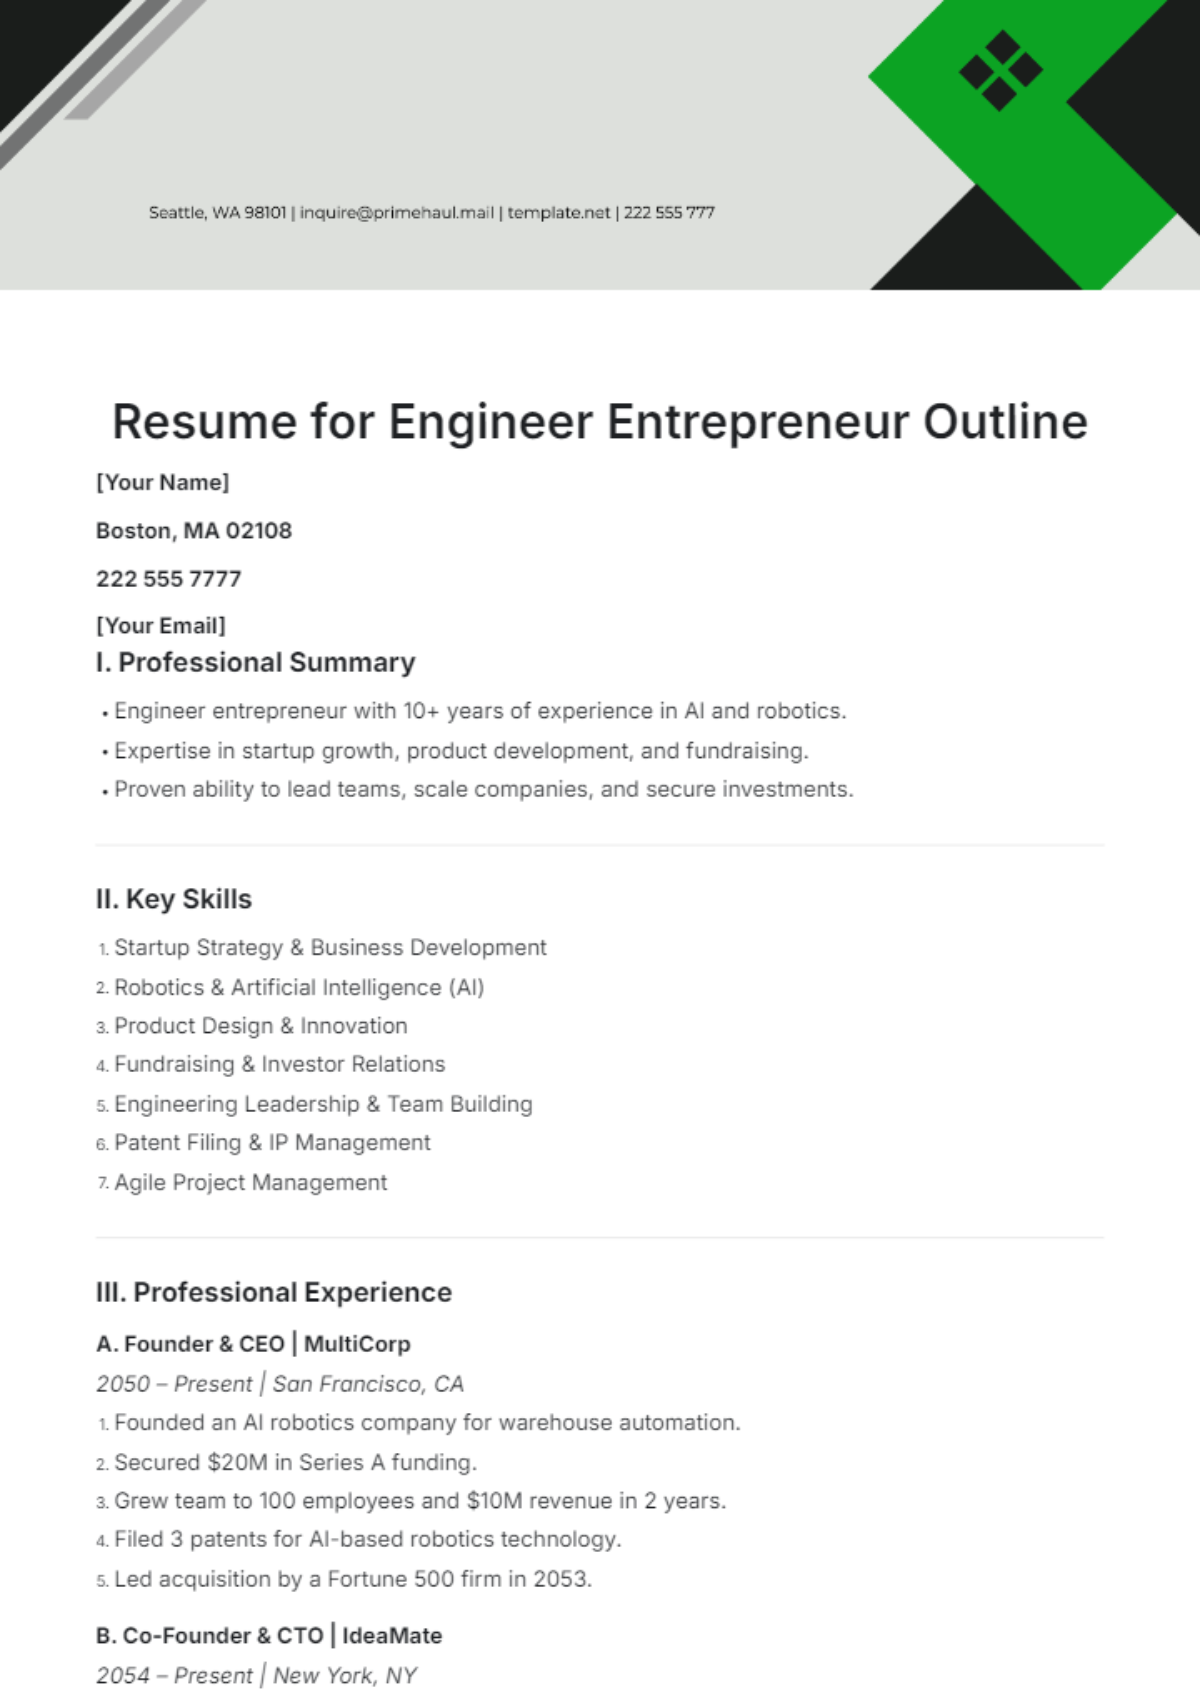 Seattle, WA 98101 | inquire@primehaul.mail | template.net | 222 555 777
Resume for Engineer Entrepreneur Outline
[Your Name]
Boston, MA 02108
222 555 7777
[Your Email]
I. Professional Summary
• Engineer entrepreneur with 10+ years of experience in AI and robotics.
• Expertise in startup growth, product development, and fundraising.
• Proven ability to lead teams, scale companies, and secure investments.
II. Key Skills
1. Startup Strategy & Business Development
2. Robotics & Artificial Intelligence (AI)
3. Product Design & Innovation
4. Fundraising & Investor Relations
5. Engineering Leadership & Team Building
6. Patent Filing & IP Management
7. Agile Project Management
III. Professional Experience
A. Founder & CEO | MultiCorp
2050 – Present | San Francisco, CA
1. Founded an AI robotics company for warehouse automation.
2. Secured $20M in Series A funding.
3. Grew team to 100 employees and $10M revenue in 2 years.
4. Filed 3 patents for AI-based robotics technology.
5. Led acquisition by a Fortune 500 firm in 2053.
B. Co-Founder & CTO | IdeaMate
2054 – Present | New York, NY